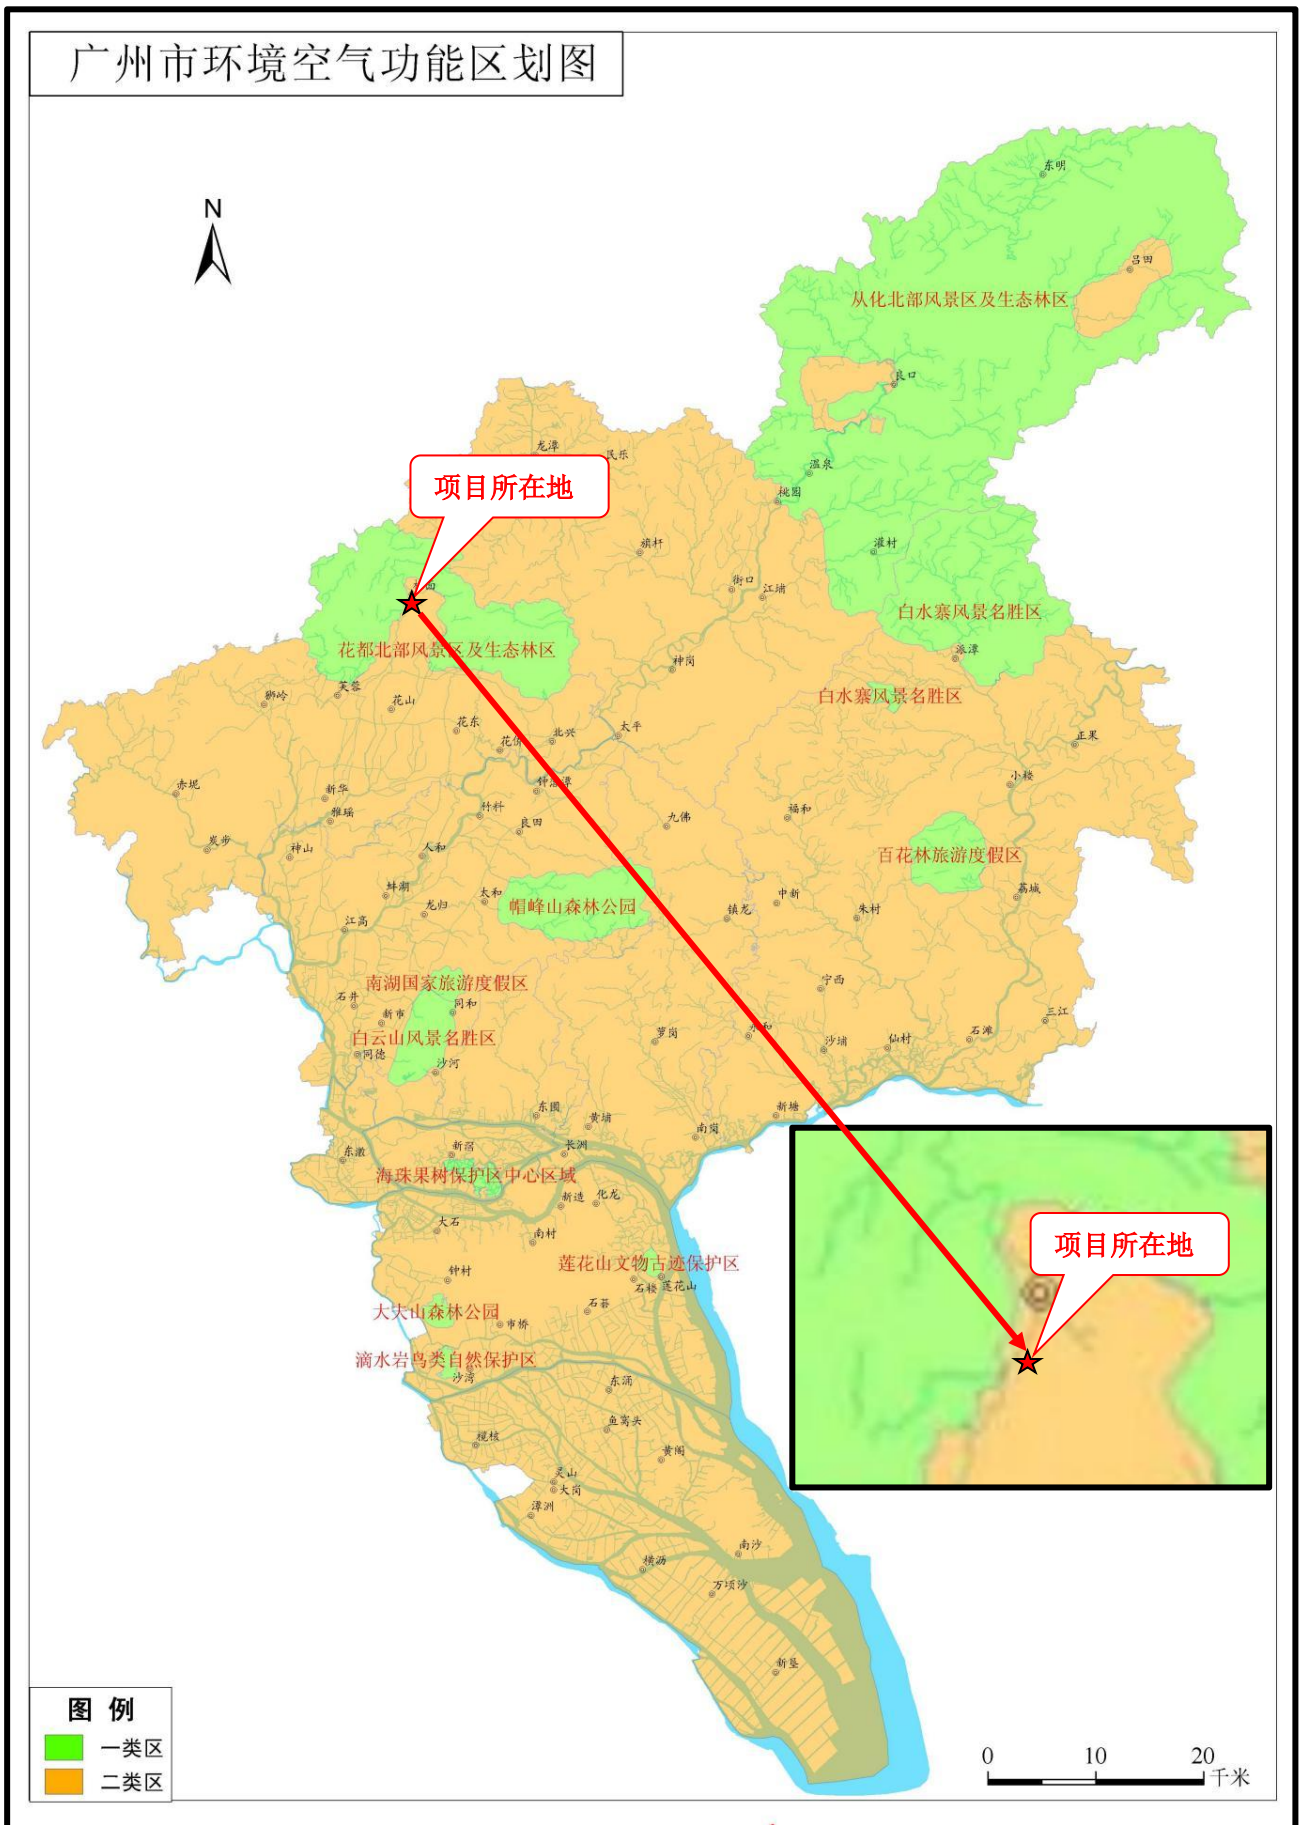 广州市环境空气功能区划图
N
东明
吕田
从化北部风景区及生态林区
良口
龙潭
民乐
温泉
项目所在地
桃园
旗杆
灌村
街口
江埔
白水寨风景名胜区
花都北部风景区及生态林区
派潭
神岗
芙蓉
狮岭
花山
白水寨风景名胜区
花东
太平
北兴
花侨
正果
小楼
赤坭
钟落潭
新华
竹料
福和
雅瑶
良田
九佛
炭步
神山
人和
百花林旅游度假区
蚌湖
太和
中新
荔城
龙归
帽峰山森林公园
镇龙
朱村
江高
南湖国家旅游度假区
宁西
石井
同和
新市
三江
白云山风景名胜区
萝岗
永和
石滩
同德
沙埔
仙村
沙河
东圃
黄埔
新塘
南岗
东漖
新滘
长洲
海珠果树保护区中心区域
新造
化龙
大石
南村
项目所在地
莲花山文物古迹保护区
钟村
石楼
莲花山
大夫山森林公园
石碁
市桥
滴水岩鸟类自然保护区
沙湾
东涌
鱼窝头
榄核
黄阁
灵山
大岗
潭洲
南沙
横沥
万顷沙
新垦
图 例
一类区
二类区
0 10 20
千米